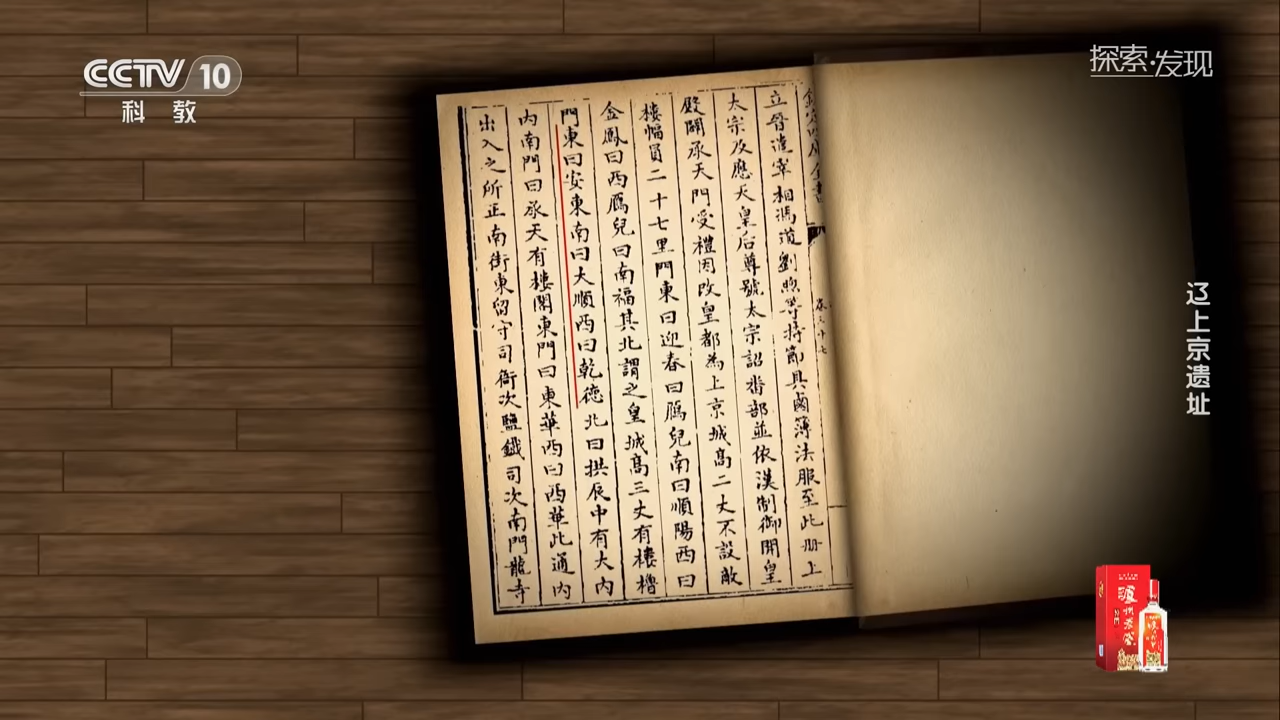 CCTV 10
科 教
探索·发现
立晉遣宰相馮道劉昫等持節具鹵簿法服至此冊上
太宗及應天皇后尊號太宗詔番部並依漢制御開皇
殿闢承天門受禮因改皇都為上京城高二丈不設敵
樓幅員二十七里門東曰迎春曰鴈兒南曰順陽西曰
金鳳曰西鴈兒曰南福其北謂之皇城高三丈有樓櫓
門東曰安東南曰大順西曰乾德北曰拱辰中有大內
內南門曰承天有樓閣東門曰東華西曰西華此通內
出入之所正南街東留守司衙次鹽鐵司次南門龍寺
辽上京遗址
泸州老窖